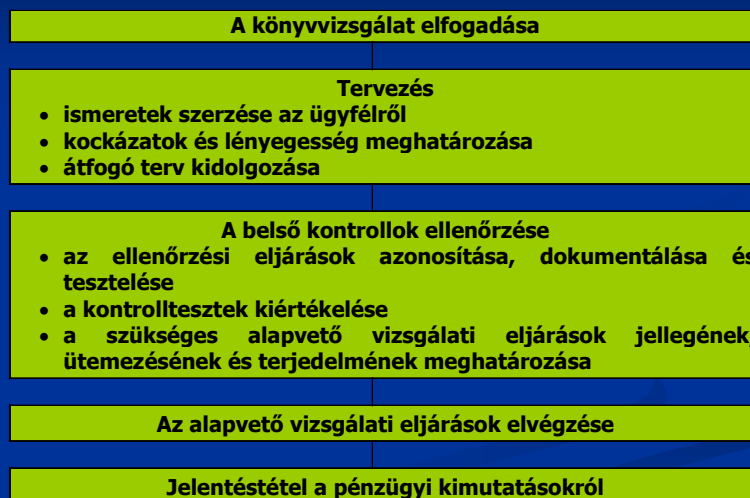 A könyvvizsgálat elfogadása
Tervezés
• ismeretek szerzése az ügyfélről
• kockázatok és lényegesség meghatározása
• átfogó terv kidolgozása
A belső kontrollok ellenőrzése
• az ellenőrzési eljárások azonosítása, dokumentálása és
tesztelése
• a kontrolltesztek kiértékelése
• a szükséges alapvető vizsgálati eljárások jellegének,
ütemezésének és terjedelmének meghatározása
Az alapvető vizsgálati eljárások elvégzése
Jelentéstétel a pénzügyi kimutatásokról